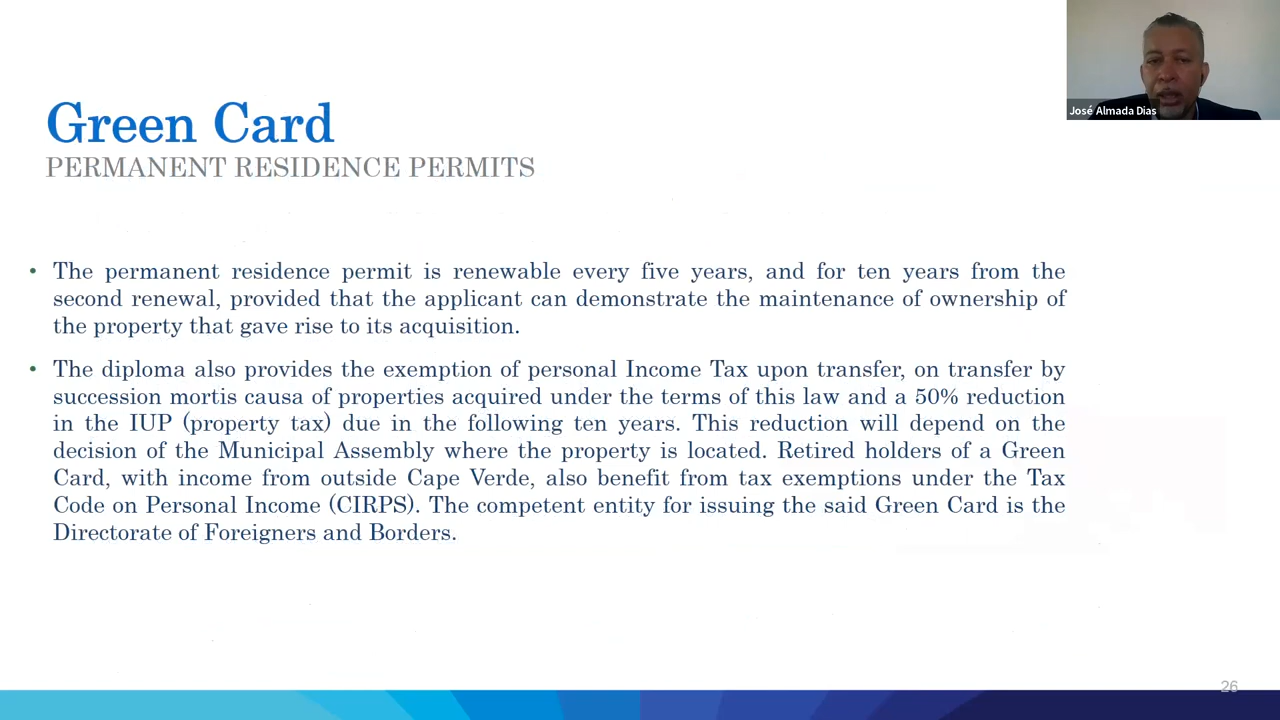 José Almada Dias
Green Card
PERMANENT RESIDENCE PERMITS
• The permanent residence permit is renewable every five years, and for ten years from the
second renewal, provided that the applicant can demonstrate the maintenance of ownership of
the property that gave rise to its acquisition.
• The diploma also provides the exemption of personal Income Tax upon transfer, on transfer by
succession mortis causa of properties acquired under the terms of this law and a 50% reduction
in the IUP (property tax) due in the following ten years. This reduction will depend on the
decision of the Municipal Assembly where the property is located. Retired holders of a Green
Card, with income from outside Cape Verde, also benefit from tax exemptions under the Tax
Code on Personal Income (CIRPS). The competent entity for issuing the said Green Card is the
Directorate of Foreigners and Borders.
26